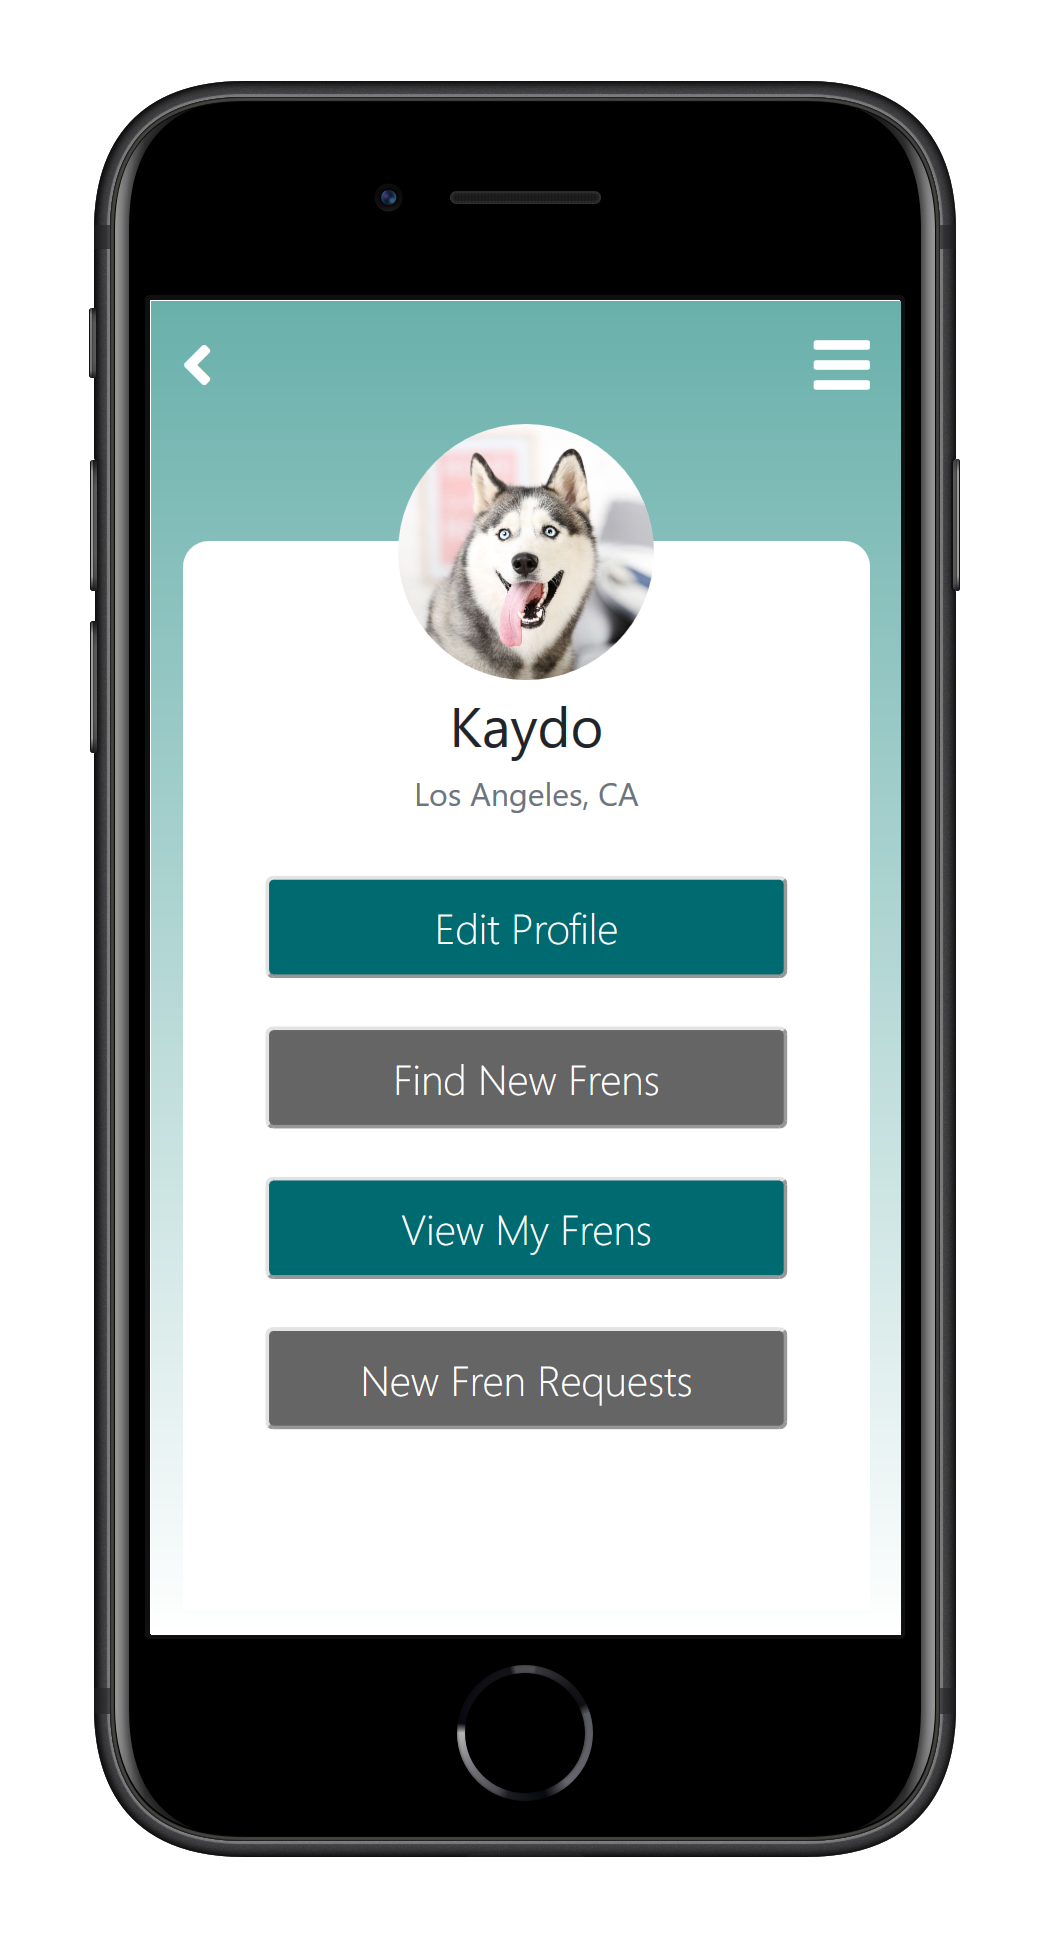 Kaydo
Los Angeles, CA
Edit Profile
Find New Frens
View My Frens
New Fren Requests